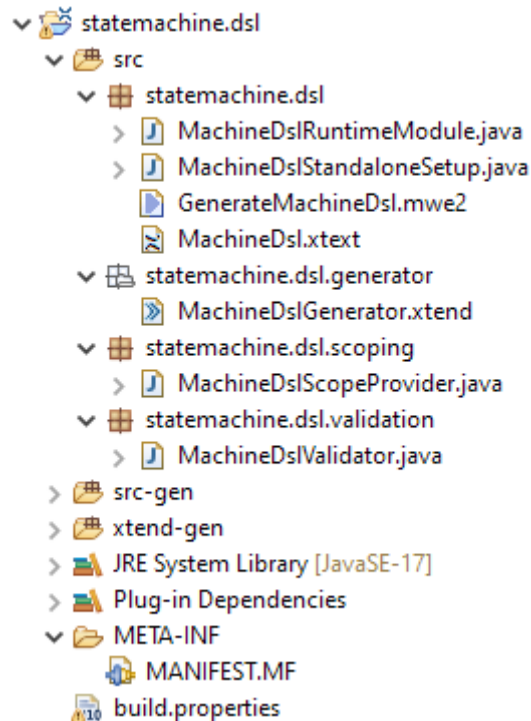 statemachine.dsl
src
statemachine.dsl
MachineDslRuntimeModule.java
MachineDslStandaloneSetup.java
GenerateMachineDsl.mwe2
MachineDsl.xtext
statemachine.dsl.generator
MachineDslGenerator.xtend
statemachine.dsl.scoping
MachineDslScopeProvider.java
statemachine.dsl.validation
MachineDslValidator.java
src-gen
xtend-gen
JRE System Library [JavaSE-17]
Plug-in Dependencies
META-INF
MANIFEST.MF
build.properties